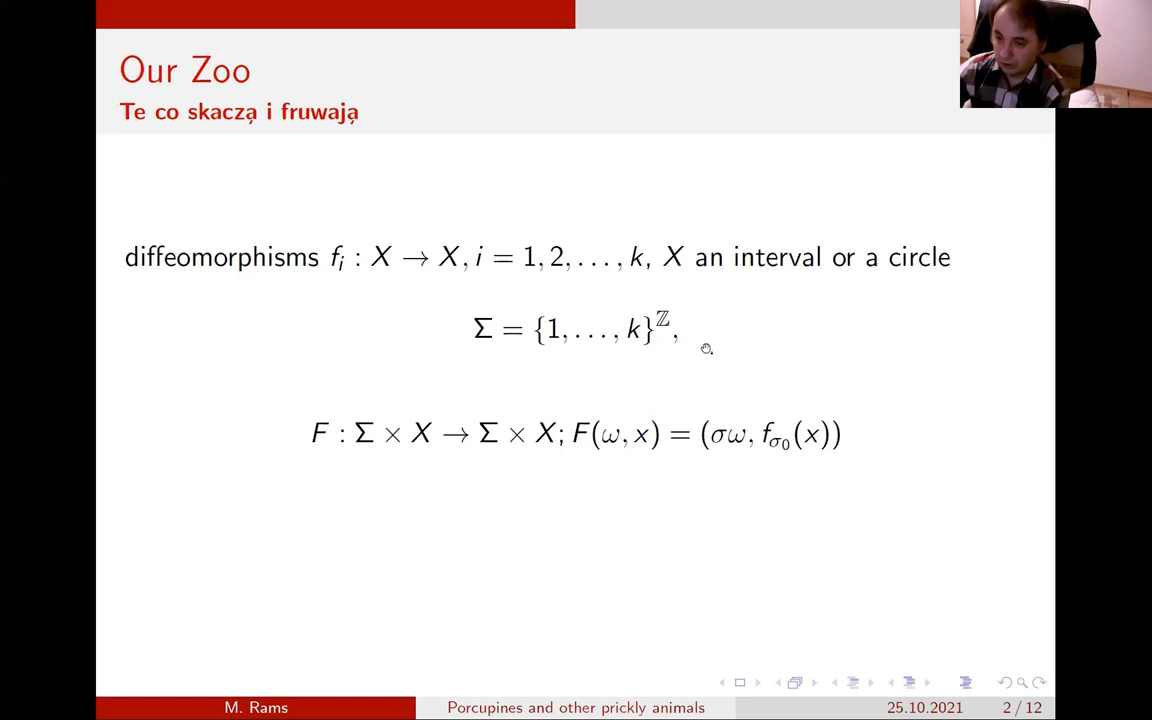 Our Zoo
Te co skaczą i fruwają
diffeomorphisms f_i : X → X, i = 1, 2, . . . , k, X an interval or a circle
Σ = {1, . . . , k}^ℤ,
F : Σ × X → Σ × X; F(ω, x) = (σω, f_{σ_0}(x))
M. Rams
Porcupines and other prickly animals
25.10.2021
2 / 12